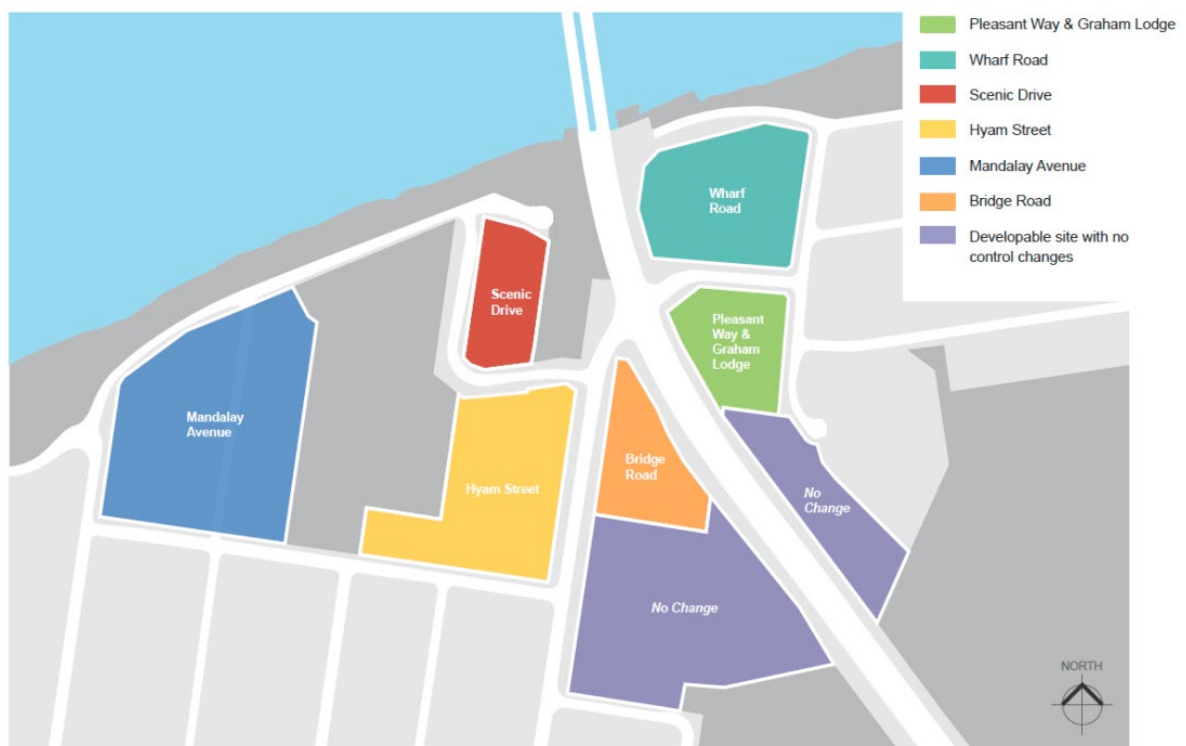 Pleasant Way & Graham Lodge
Wharf Road
Scenic Drive
Hyam Street
Mandalay Avenue
Bridge Road
Developable site with no
control changes
Wharf
Road
Scenic
Drive
Pleasant
Way &
Graham
Lodge
Mandalay
Avenue
Bridge
Road
Hyam Street
No
Change
No Change
NORTH